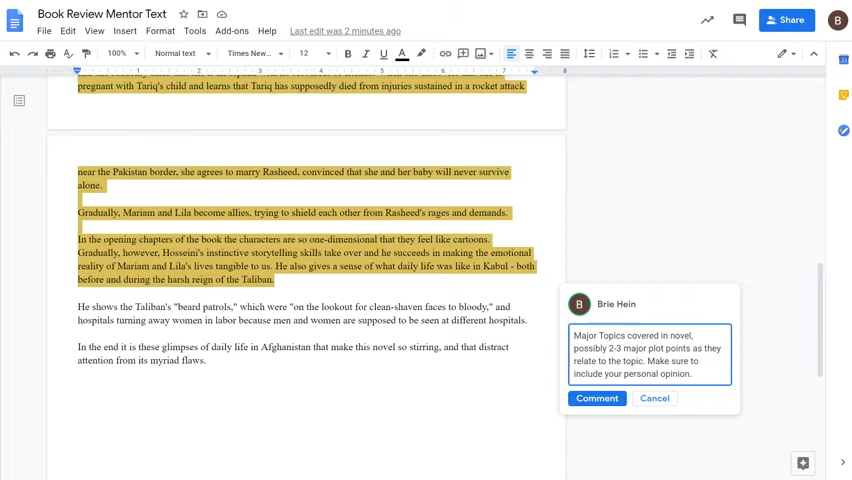 Book Review Mentor Text
File Edit View Insert Format Tools Add-ons Help Last edit was 2 minutes ago
Share
B
100% Normal text Times New... 12
1 2 3 4 5 6 7 8
pregnant with Tariq's child and learns that Tariq has supposedly died from injuries sustained in a rocket attack
near the Pakistan border, she agrees to marry Rasheed, convinced that she and her baby will never survive
alone.
Gradually, Mariam and Lila become allies, trying to shield each other from Rasheed's rages and demands.
In the opening chapters of the book the characters are so one-dimensional that they feel like cartoons.
Gradually, however, Hosseini's instinctive storytelling skills take over and he succeeds in making the emotional
reality of Mariam and Lila's lives tangible to us. He also gives a sense of what daily life was like in Kabul - both
before and during the harsh reign of the Taliban.
He shows the Taliban's "beard patrols," which were "on the lookout for clean-shaven faces to bloody," and
hospitals turning away women in labor because men and women are supposed to be seen at different hospitals.
In the end it is these glimpses of daily life in Afghanistan that make this novel so stirring, and that distract
attention from its myriad flaws.
B Brie Hein
Major Topics covered in novel,
possibly 2-3 major plot points as they
relate to the topic. Make sure to
include your personal opinion.
Comment Cancel